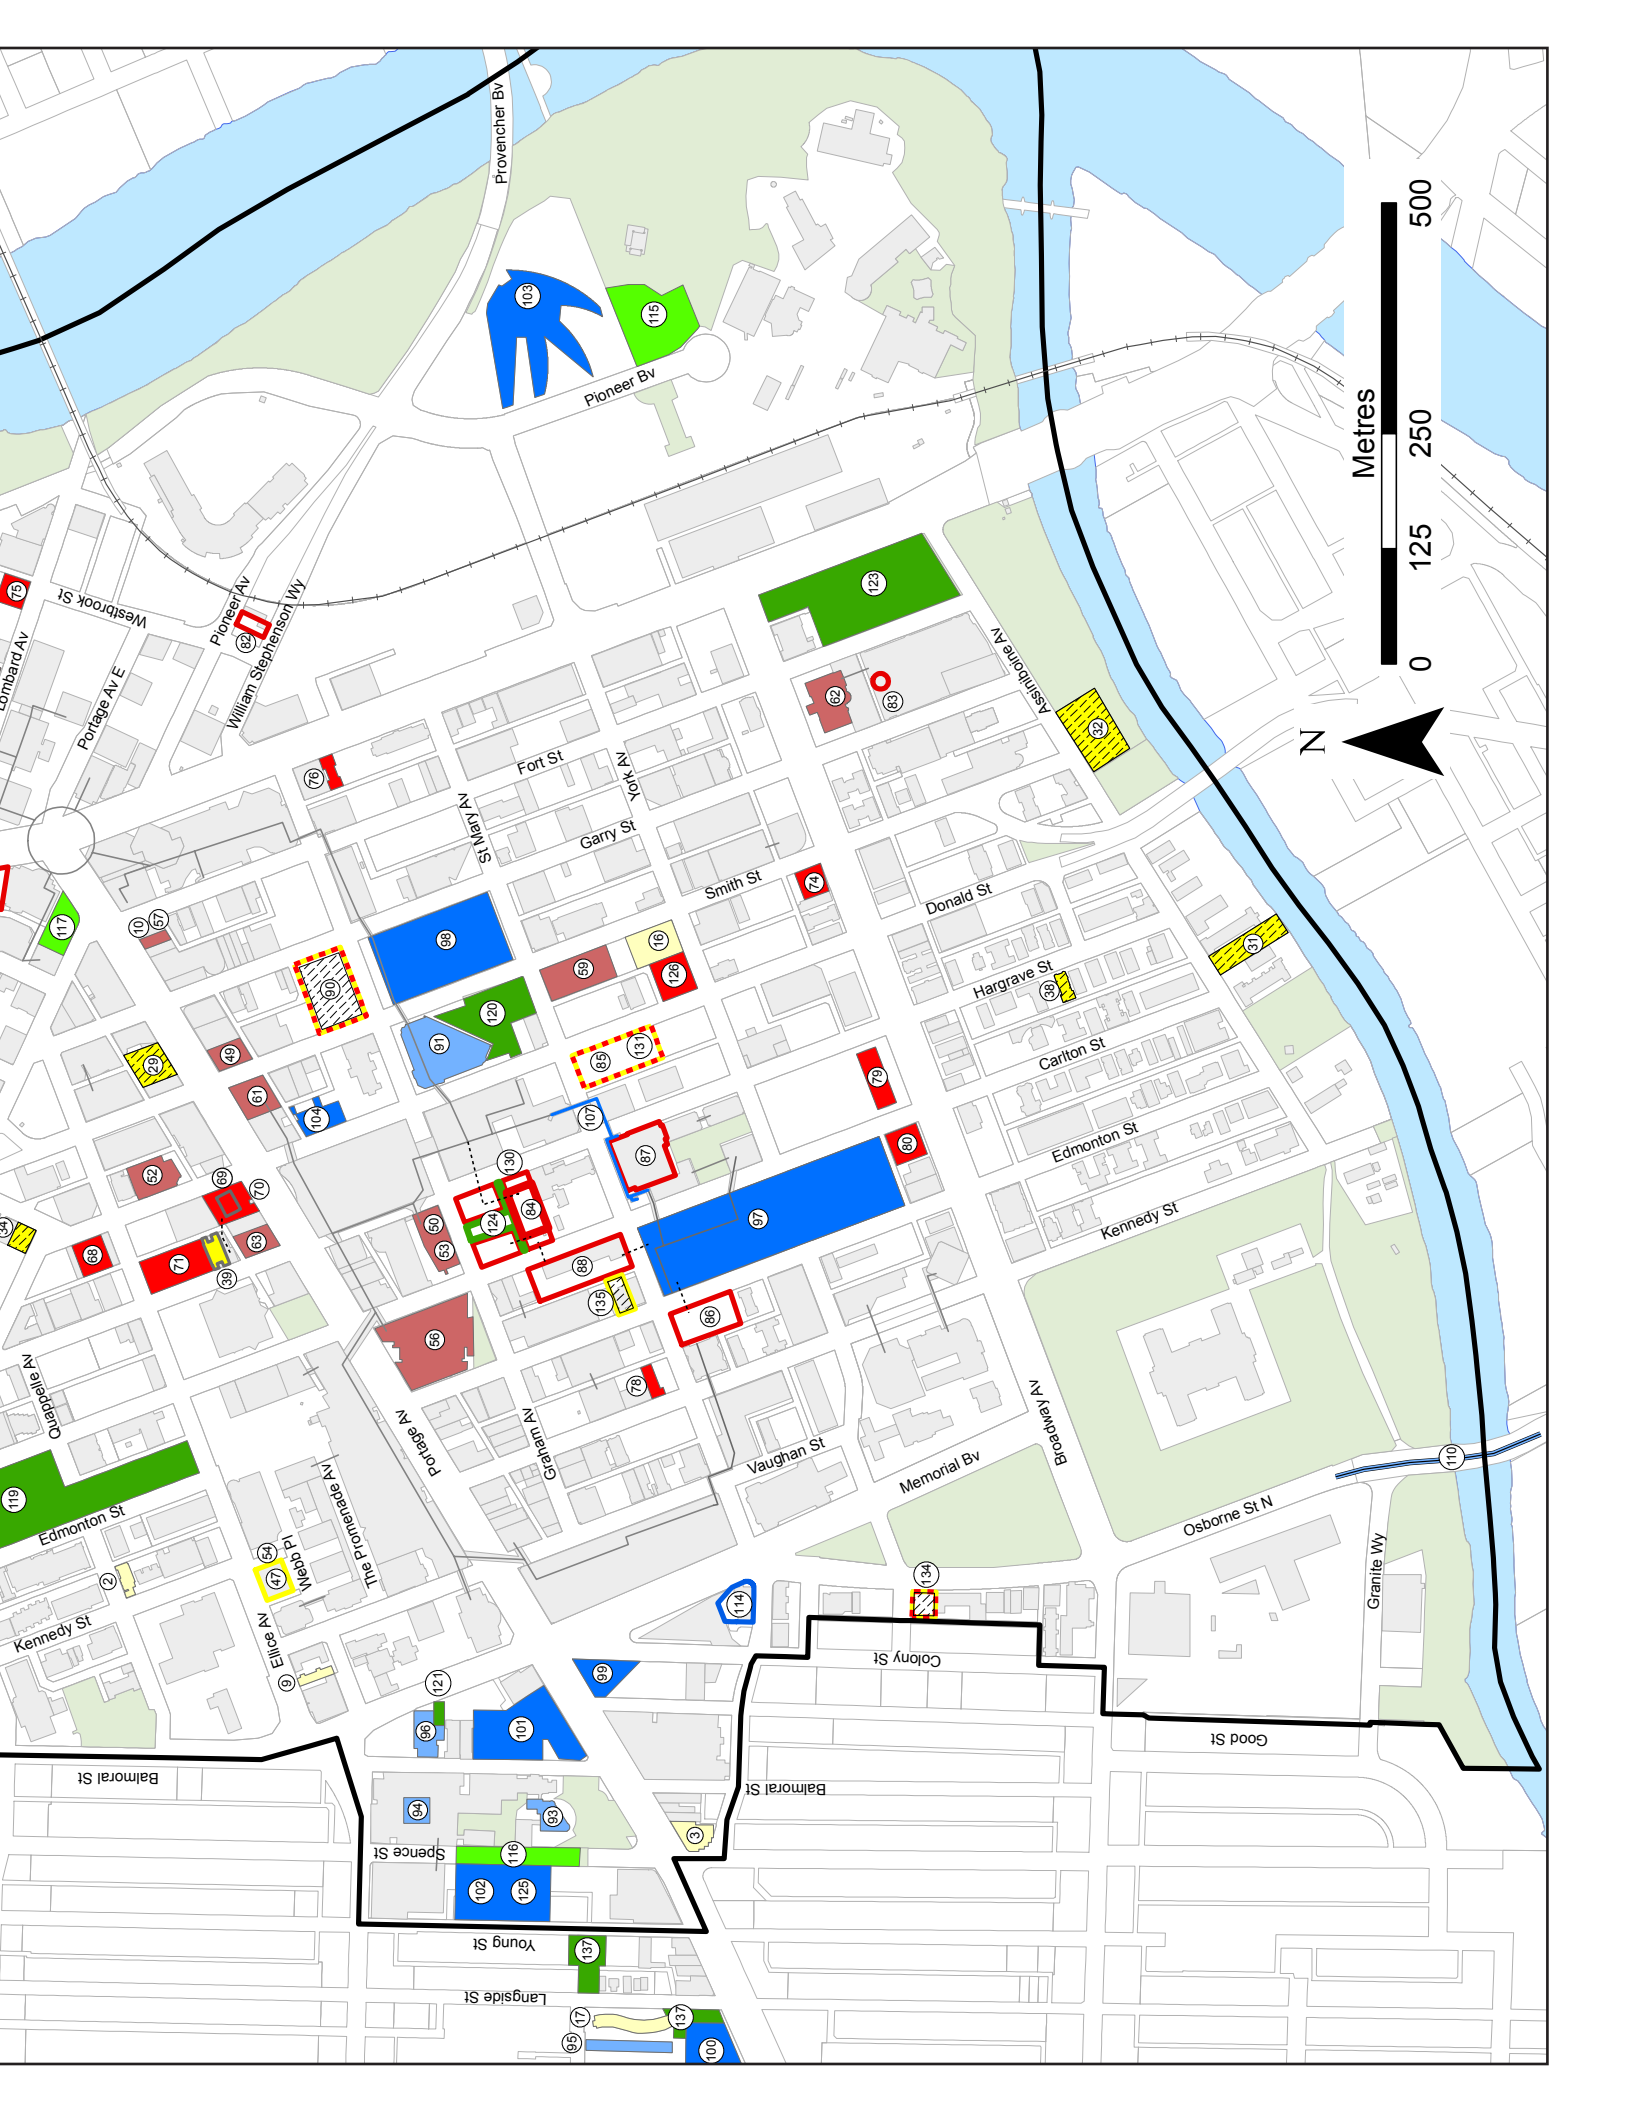 Provencher Bv
103
115
Pioneer Bv
75
Westbrook St
Lombard Av
Pioneer Av
82
William Stephenson Wy
Portage Av E
123
Assiniboine Av
62
83
32
76
Fort St
York Av
St Mary Av
Garry St
Smith St
74
Donald St
117
10
57
98
16
59
126
Hargrave St
38
31
90
120
91
85
131
79
Carlton St
29
49
61
104
107
87
80
Edmonton St
52
69
70
130
84
124
50
53
97
Kennedy St
34
68
71
63
39
88
135
86
56
78
Quappelle Av
Portage Av
Graham Av
Vaughan St
Memorial Bv
Broadway Av
110
Osborne St N
Granite Wy
119
Edmonton St
2
54
47
Webb Pl
The Promenade Av
Kennedy St
Ellice Av
9
134
114
Colony St
121
96
101
99
Good St
Balmoral St
Balmoral St
94
93
3
Spence St
116
102
125
Young St
137
Langside St
17
137
95
100
N
Metres
0 125 250 500